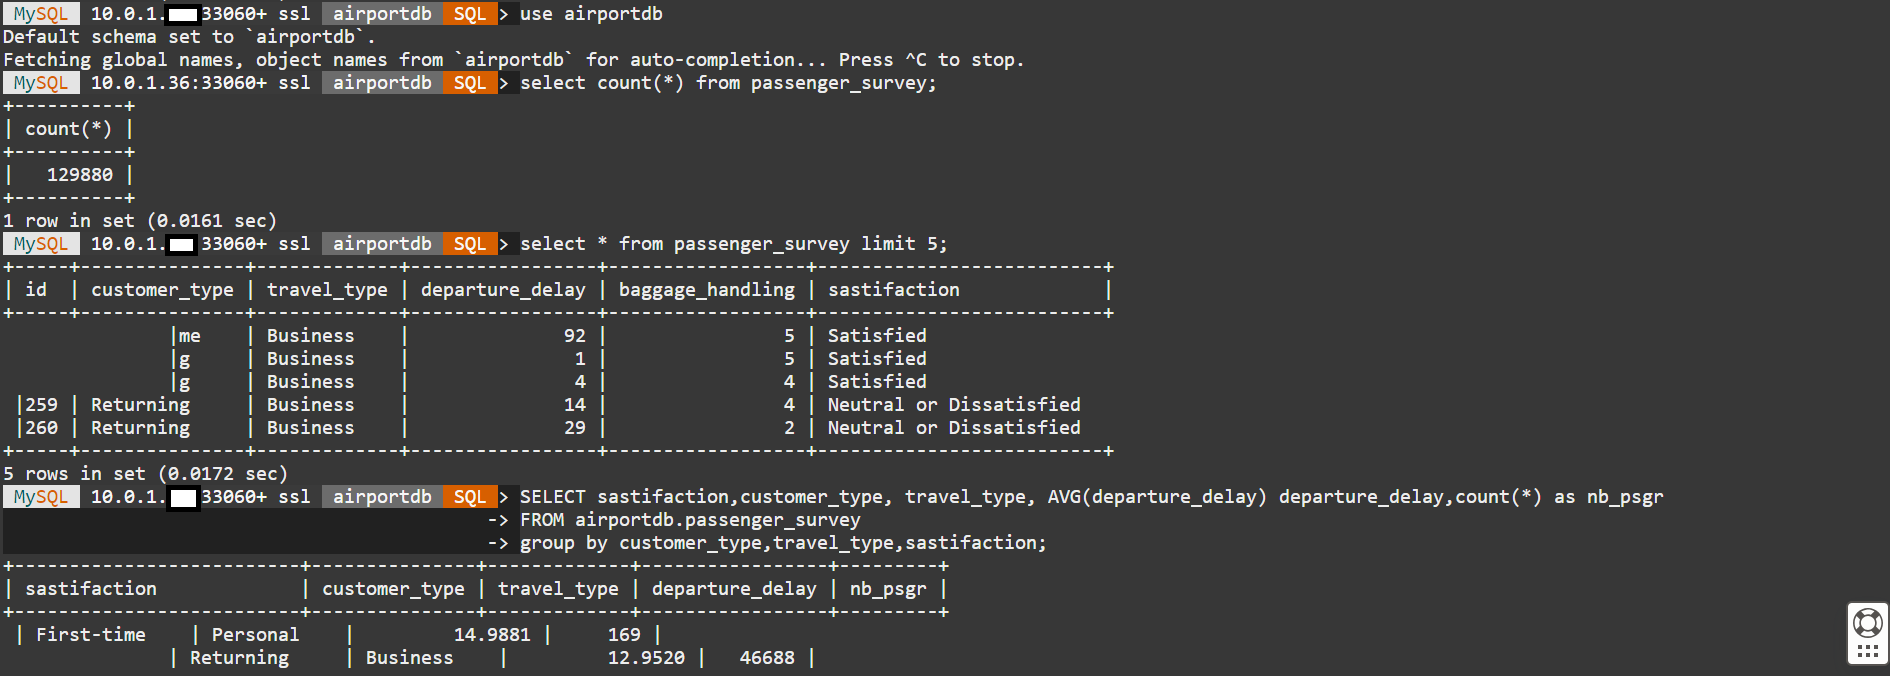 MySQL 10.0.1. 33060+ ssl airportdb SQL > use airportdb
Default schema set to `airportdb`.
Fetching global names, object names from `airportdb` for auto-completion... Press ^C to stop.
MySQL 10.0.1.36:33060+ ssl airportdb SQL > select count(*) from passenger_survey;
+----------+
| count(*) |
+----------+
|   129880 |
+----------+
1 row in set (0.0161 sec)
MySQL 10.0.1. 33060+ ssl airportdb SQL > select * from passenger_survey limit 5;
+-----+---------------+-------------+-----------------+------------------+--------------------------+
| id  | customer_type | travel_type | departure_delay | baggage_handling | sastifaction             |
+-----+---------------+-------------+-----------------+------------------+--------------------------+
|me    | Business    |              92 |                5 | Satisfied
|g     | Business    |               1 |                5 | Satisfied
|g     | Business    |               4 |                4 | Satisfied
|259 | Returning     | Business    |              14 |                4 | Neutral or Dissatisfied
|260 | Returning     | Business    |              29 |                2 | Neutral or Dissatisfied
+-----+---------------+-------------+-----------------+------------------+--------------------------+
5 rows in set (0.0172 sec)
MySQL 10.0.1. 33060+ ssl airportdb SQL > SELECT sastifaction,customer_type, travel_type, AVG(departure_delay) departure_delay,count(*) as nb_psgr
-> FROM airportdb.passenger_survey
-> group by customer_type,travel_type,sastifaction;
+--------------------------+---------------+-------------+-----------------+---------+
| sastifaction             | customer_type | travel_type | departure_delay | nb_psgr |
+--------------------------+---------------+-------------+-----------------+---------+
| First-time    | Personal    |         14.9881 |     169 |
| Returning     | Business    |         12.9520 |   46688 |